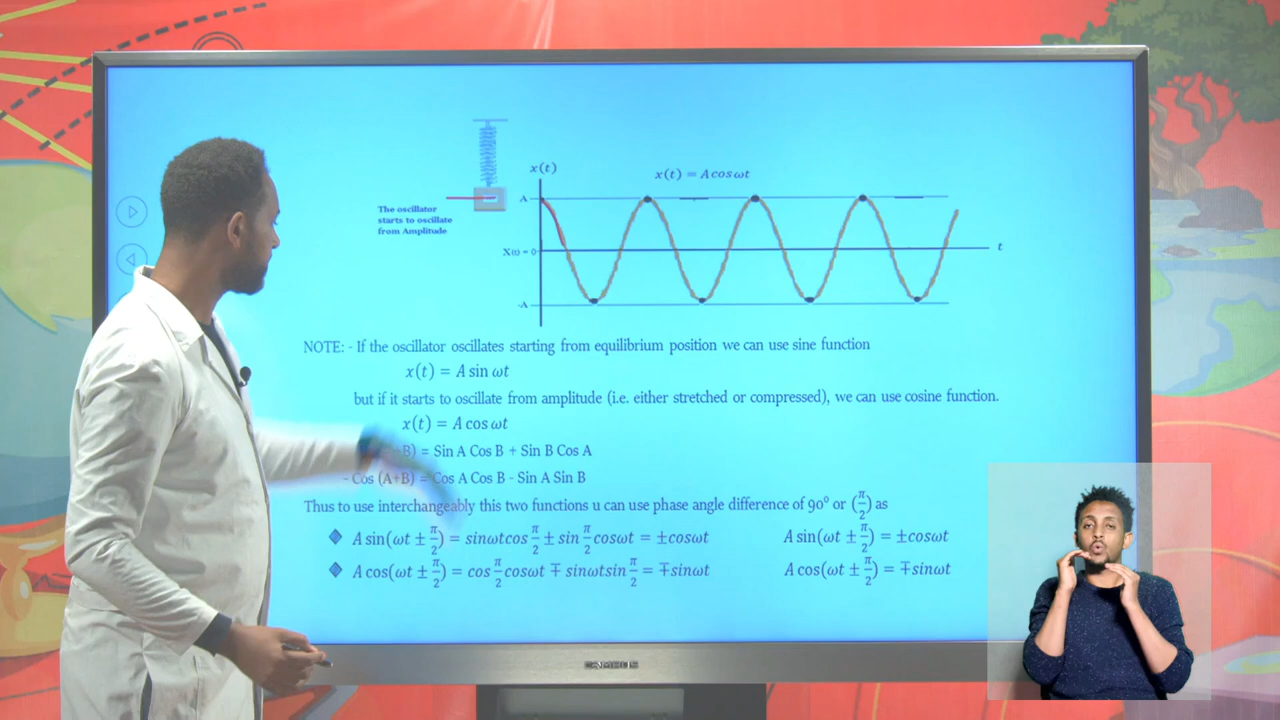 x(t)
x(t) = A cos ωt
A
The oscillator
starts to oscillate
from Amplitude
X(t) = 0
t
-A
NOTE: - If the oscillator oscillates starting from equilibrium position we can use sine function
x(t) = A sin ωt
but if it starts to oscillate from amplitude (i.e. either stretched or compressed), we can use cosine function.
x(t) = A cos ωt
B) = Sin A Cos B + Sin B Cos A
- Cos (A+B) = Cos A Cos B - Sin A Sin B
Thus to use interchangeably this two functions u can use phase angle difference of 90⁰ or (π/2) as
A sin(ωt ± π/2) = sinωtcos π/2 ± sin π/2 cosωt = ±cosωt A sin(ωt ± π/2) = ±cosωt
A cos(ωt ± π/2) = cos π/2 cosωt ∓ sinωtsin π/2 = ∓sinωt A cos(ωt ± π/2) = ∓sinωt